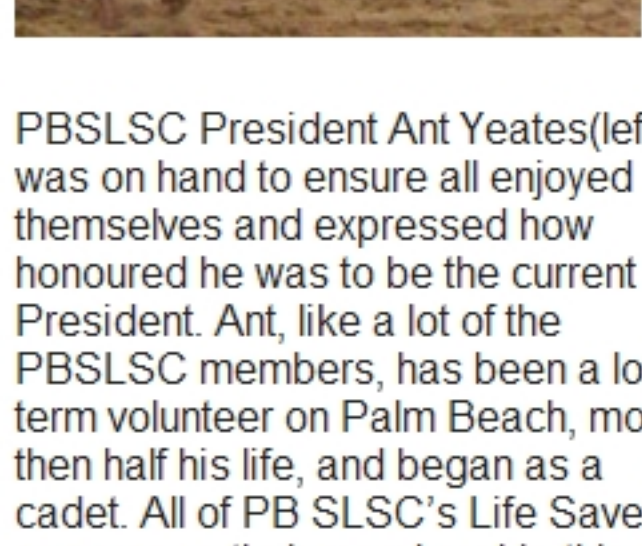 PBSLSC President Ant Yeates(lef
was on hand to ensure all enjoyed
themselves and expressed how
honoured he was to be the current
President. Ant, like a lot of the
PBSLSC members, has been a lo
term volunteer on Palm Beach, mo
then half his life, and began as a
cadet. All of PB SLSC’s Life Save